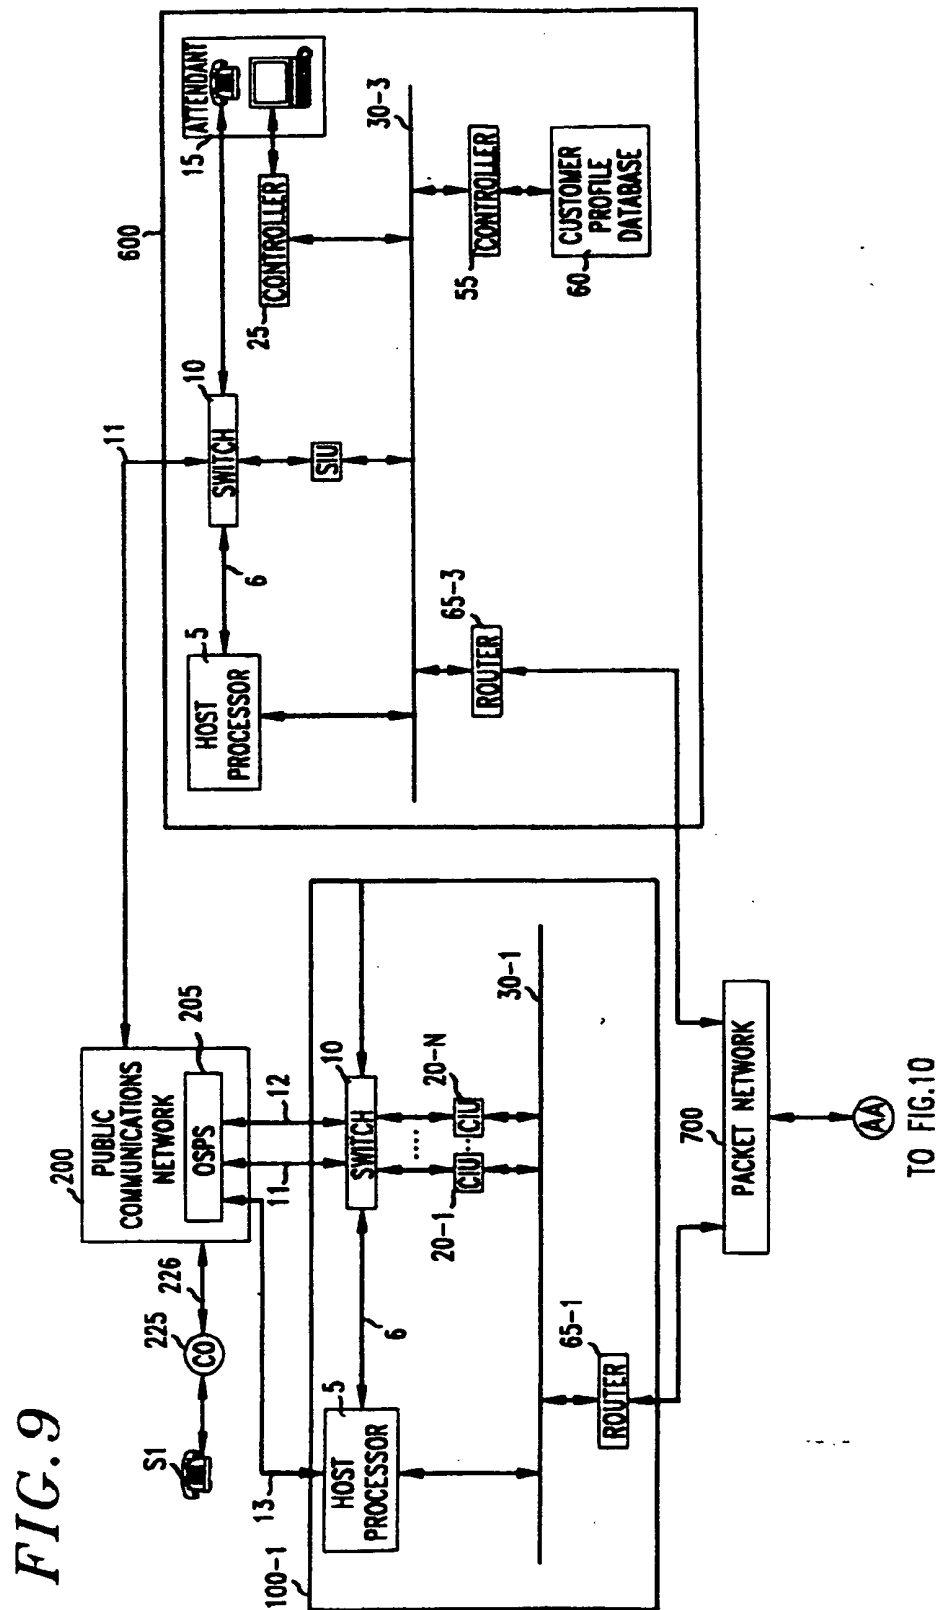 FIG. 9
S1
225
CO
226
200
PUBLIC
COMMUNICATIONS
NETWORK
205
OSPS
11
13
11
12
100-1
5
HOST
PROCESSOR
6
10
SWITCH
20-1
CIU
20-N
CIU
30-1
65-1
ROUTER
600
5
HOST
PROCESSOR
6
10
SWITCH
SIU
15
ATTENDANT
25
CONTROLLER
30-3
65-3
ROUTER
55
CONTROLLER
60
CUSTOMER
PROFILE
DATABASE
700
PACKET NETWORK
AA
TO FIG.10